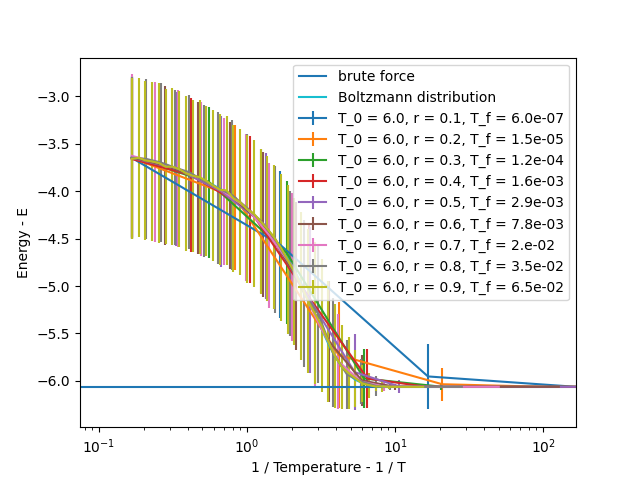 brute force
Boltzmann distribution
T_0 = 6.0, r = 0.1, T_f = 6.0e-07
T_0 = 6.0, r = 0.2, T_f = 1.5e-05
T_0 = 6.0, r = 0.3, T_f = 1.2e-04
T_0 = 6.0, r = 0.4, T_f = 1.6e-03
T_0 = 6.0, r = 0.5, T_f = 2.9e-03
T_0 = 6.0, r = 0.6, T_f = 7.8e-03
T_0 = 6.0, r = 0.7, T_f = 2.e-02
T_0 = 6.0, r = 0.8, T_f = 3.5e-02
T_0 = 6.0, r = 0.9, T_f = 6.5e-02
Energy - E
−3.0
−3.5
−4.0
−4.5
−5.0
−5.5
−6.0
10⁻¹ 10⁰ 10¹ 10²
1 / Temperature - 1 / T